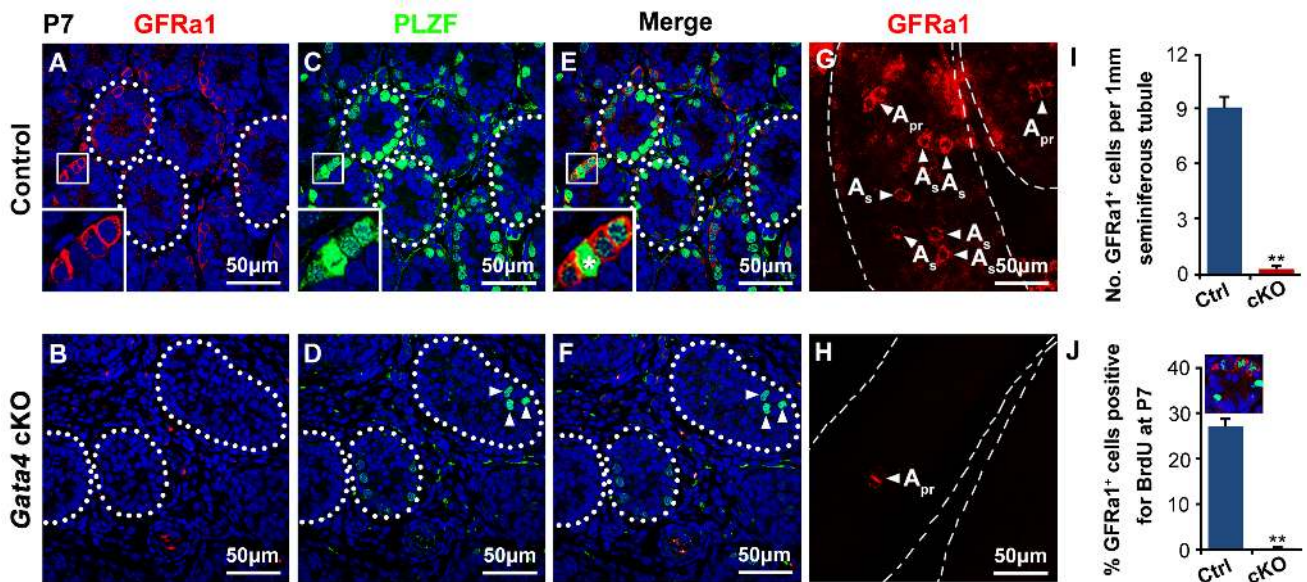 P7 GFRa1 PLZF Merge GFRa1
Control
A
50μm
C
50μm
E
*
50μm
G
Apr
Apr
As As
As
As
As As
50μm
I
No. GFRa1⁺ cells per 1mm
seminiferous tubule
12
9
6
3
0
**
Ctrl cKO
Gata4 cKO
B
50μm
D
50μm
F
50μm
H
Apr
50μm
J
% GFRa1⁺ cells positive
for BrdU at P7
40
30
20
10
0
**
Ctrl cKO